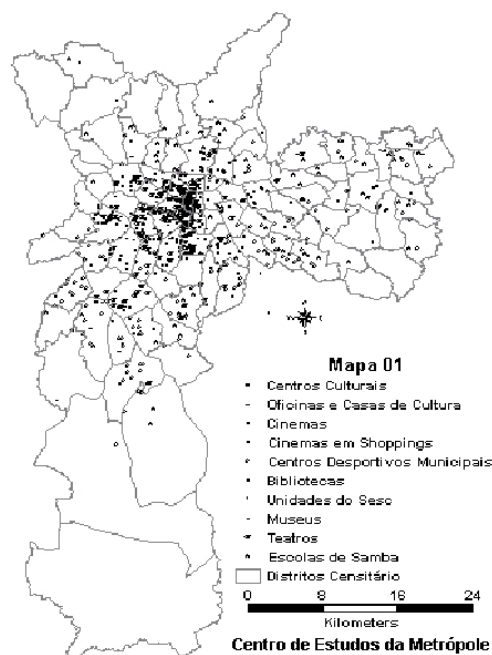 Mapa 01
Centros Culturais
Oficinas e Casas de Cultura
Cinemas
Cinemas em Shoppings
Centros Desportivos Municipais
Bibliotecas
Unidades do Sesc
Museus
Teatros
Escolas de Samba
Distritos Censitário
0 8 16 24
Kilometers
Centro de Estudos da Metrópole